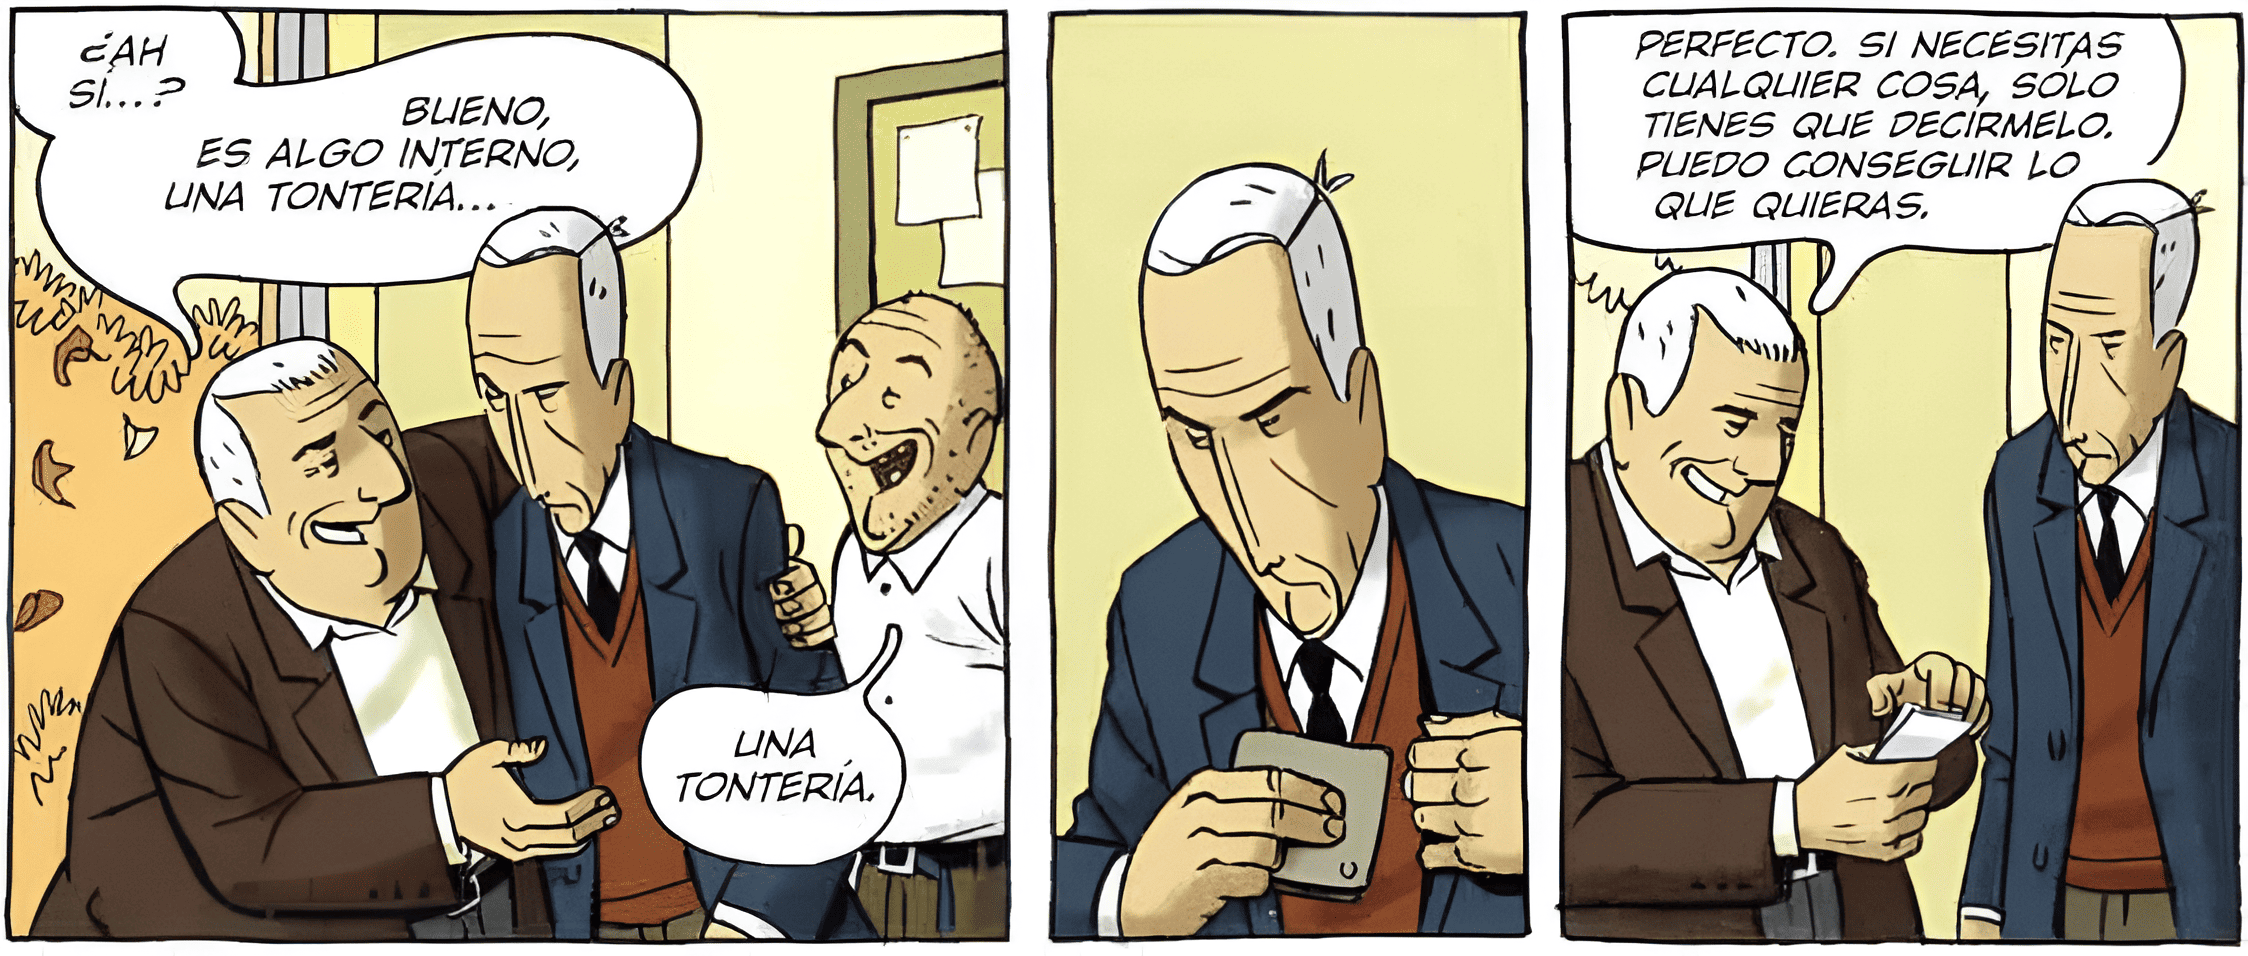 ¿AH
SÍ...?
BUENO,
ES ALGO INTERNO,
UNA TONTERÍA...
UNA
TONTERÍA.
PERFECTO. SI NECESITAS
CUALQUIER COSA, SÓLO
TIENES QUE DECÍRMELO.
PUEDO CONSEGUIR LO
QUE QUIERAS.